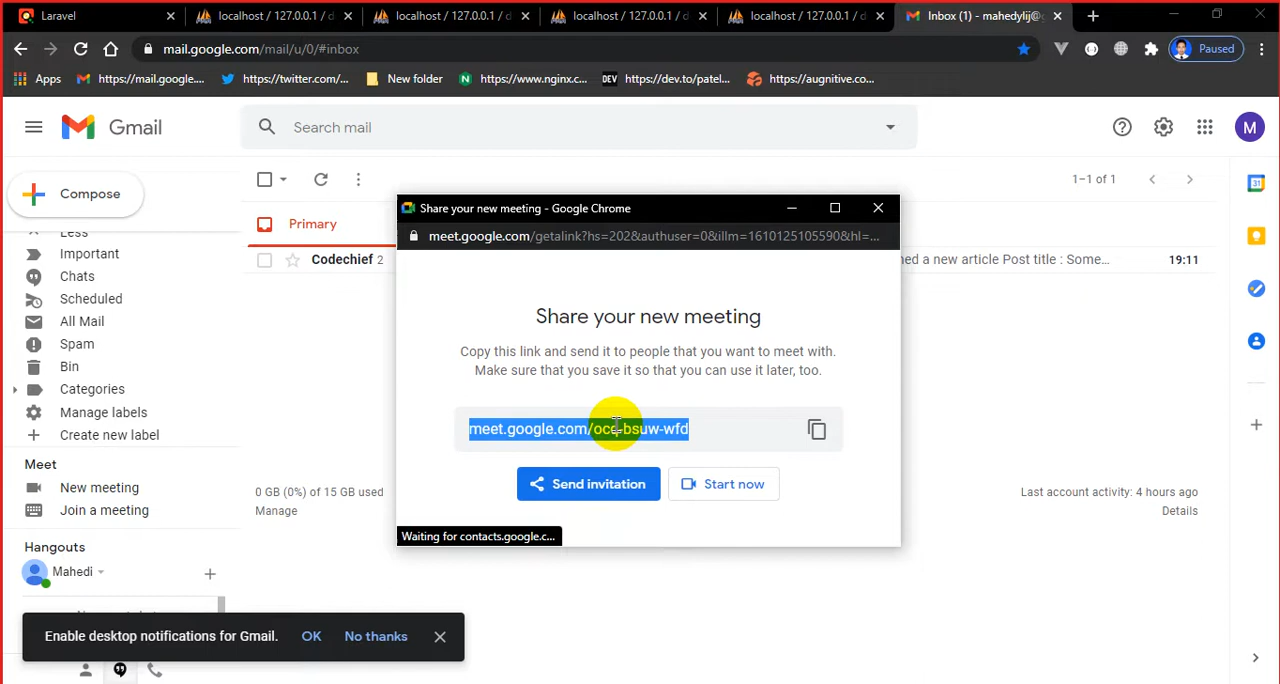 Laravel
localhost / 127.0.0.1 / d
localhost / 127.0.0.1 / d
localhost / 127.0.0.1 / d
localhost / 127.0.0.1 / d
Inbox (1) - mahedylij@g
mail.google.com/mail/u/0/#inbox
Paused
Apps
https://mail.google....
https://twitter.com/...
New folder
https://www.nginx.c...
DEV
https://dev.to/patel...
https://augnitive.co...
Gmail
Search mail
M
Compose
1–1 of 1
Less
Important
Chats
Scheduled
All Mail
Spam
Bin
Categories
Manage labels
Create new label
Meet
New meeting
Join a meeting
Hangouts
Mahedi
Primary
Codechief 2
ned a new article Post title : Some...
19:11
Share your new meeting - Google Chrome
meet.google.com/getalink?hs=202&authuser=0&illm=1610125105590&hl=...
Share your new meeting
Copy this link and send it to people that you want to meet with.
Make sure that you save it so that you can use it later, too.
Send invitation
Start now
Waiting for contacts.google.c...
0 GB (0%) of 15 GB used
Manage
Last account activity: 4 hours ago
Details
31
Enable desktop notifications for Gmail.
OK
No thanks